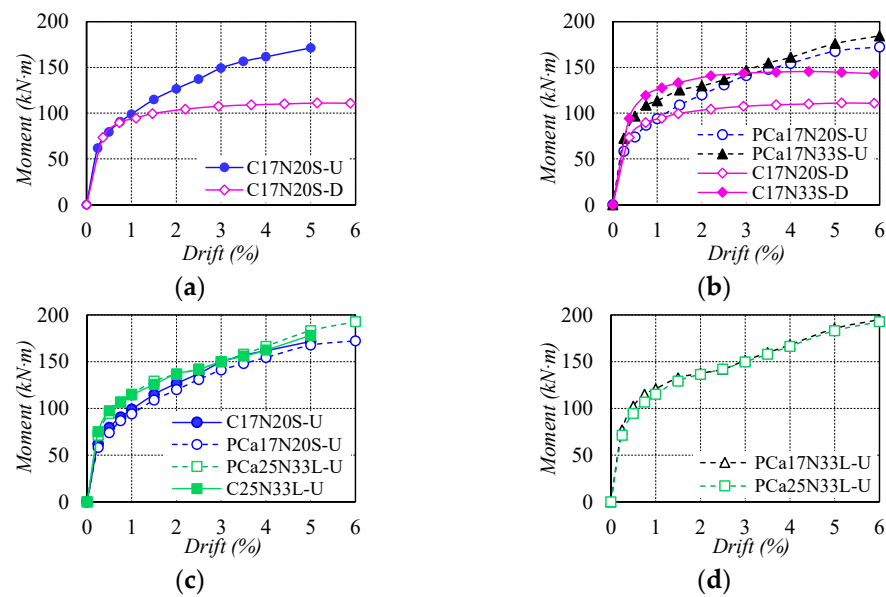 200
150
100
50
0
Moment (kN·m)
C17N20S-U
C17N20S-D
0 1 2 3 4 5 6
Drift (%)
(a)
200
150
100
50
0
Moment (kN·m)
PCa17N20S-U
PCa17N33S-U
C17N20S-D
C17N33S-D
0 1 2 3 4 5 6
Drift (%)
(b)
200
150
100
50
0
Moment (kN·m)
C17N20S-U
PCa17N20S-U
PCa25N33L-U
C25N33L-U
0 1 2 3 4 5 6
Drift (%)
(c)
200
150
100
50
0
Moment (kN·m)
PCa17N33L-U
PCa25N33L-U
0 1 2 3 4 5 6
Drift (%)
(d)